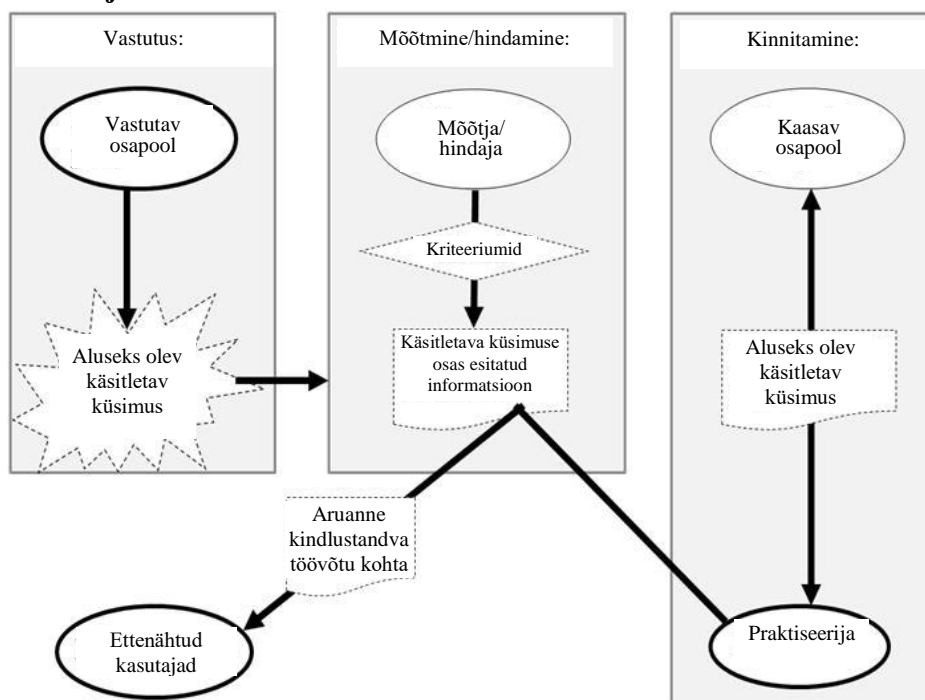 Vastutus:
Mõõtmine/hindamine:
Kinnitamine:
Vastutav
osapool
Mõõtja/
hindaja
Kaasav
osapool
Kriteeriumid
Aluseks olev
käsitletav
küsimus
Käsitletava küsimuse
osas esitatud
informatsioon
Aluseks olev
käsitletav
küsimus
Aruanne
kindlustandva
töövõtu kohta
Ettenähtud
kasutajad
Praktiseerija